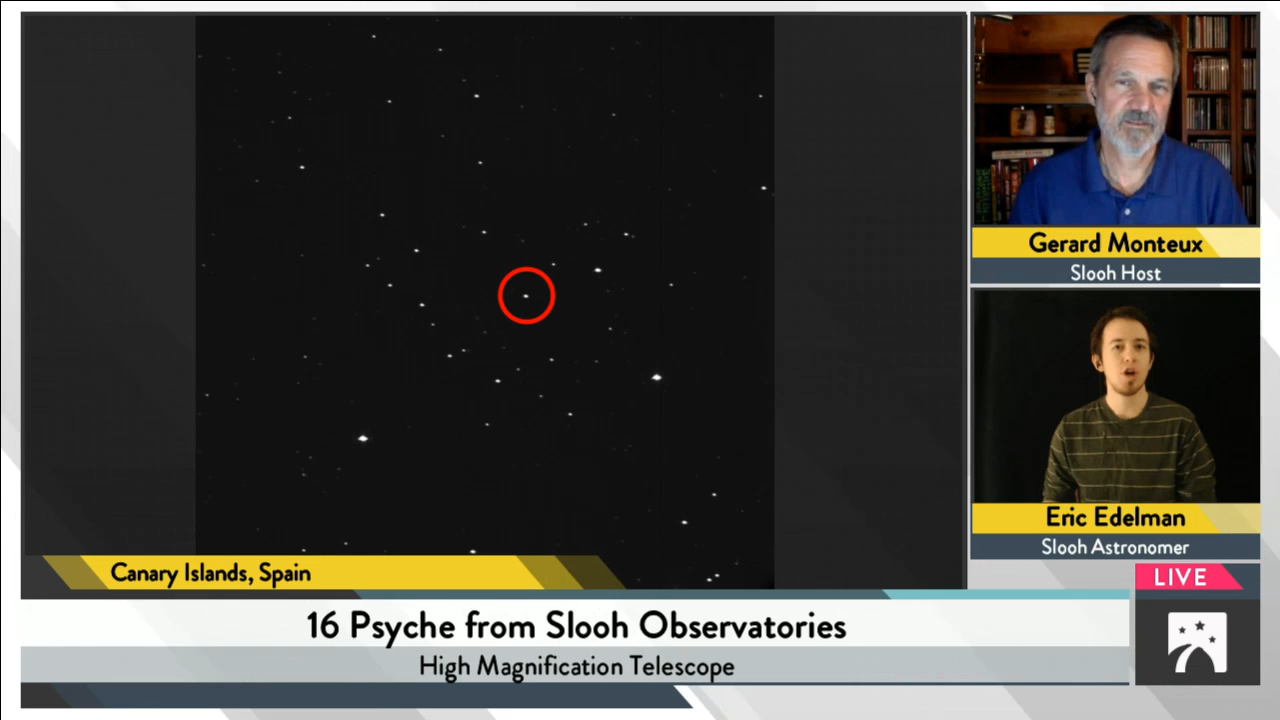 Gerard Monteux
Slooh Host
Eric Edelman
Slooh Astronomer
Canary Islands, Spain
LIVE
16 Psyche from Slooh Observatories
High Magnification Telescope